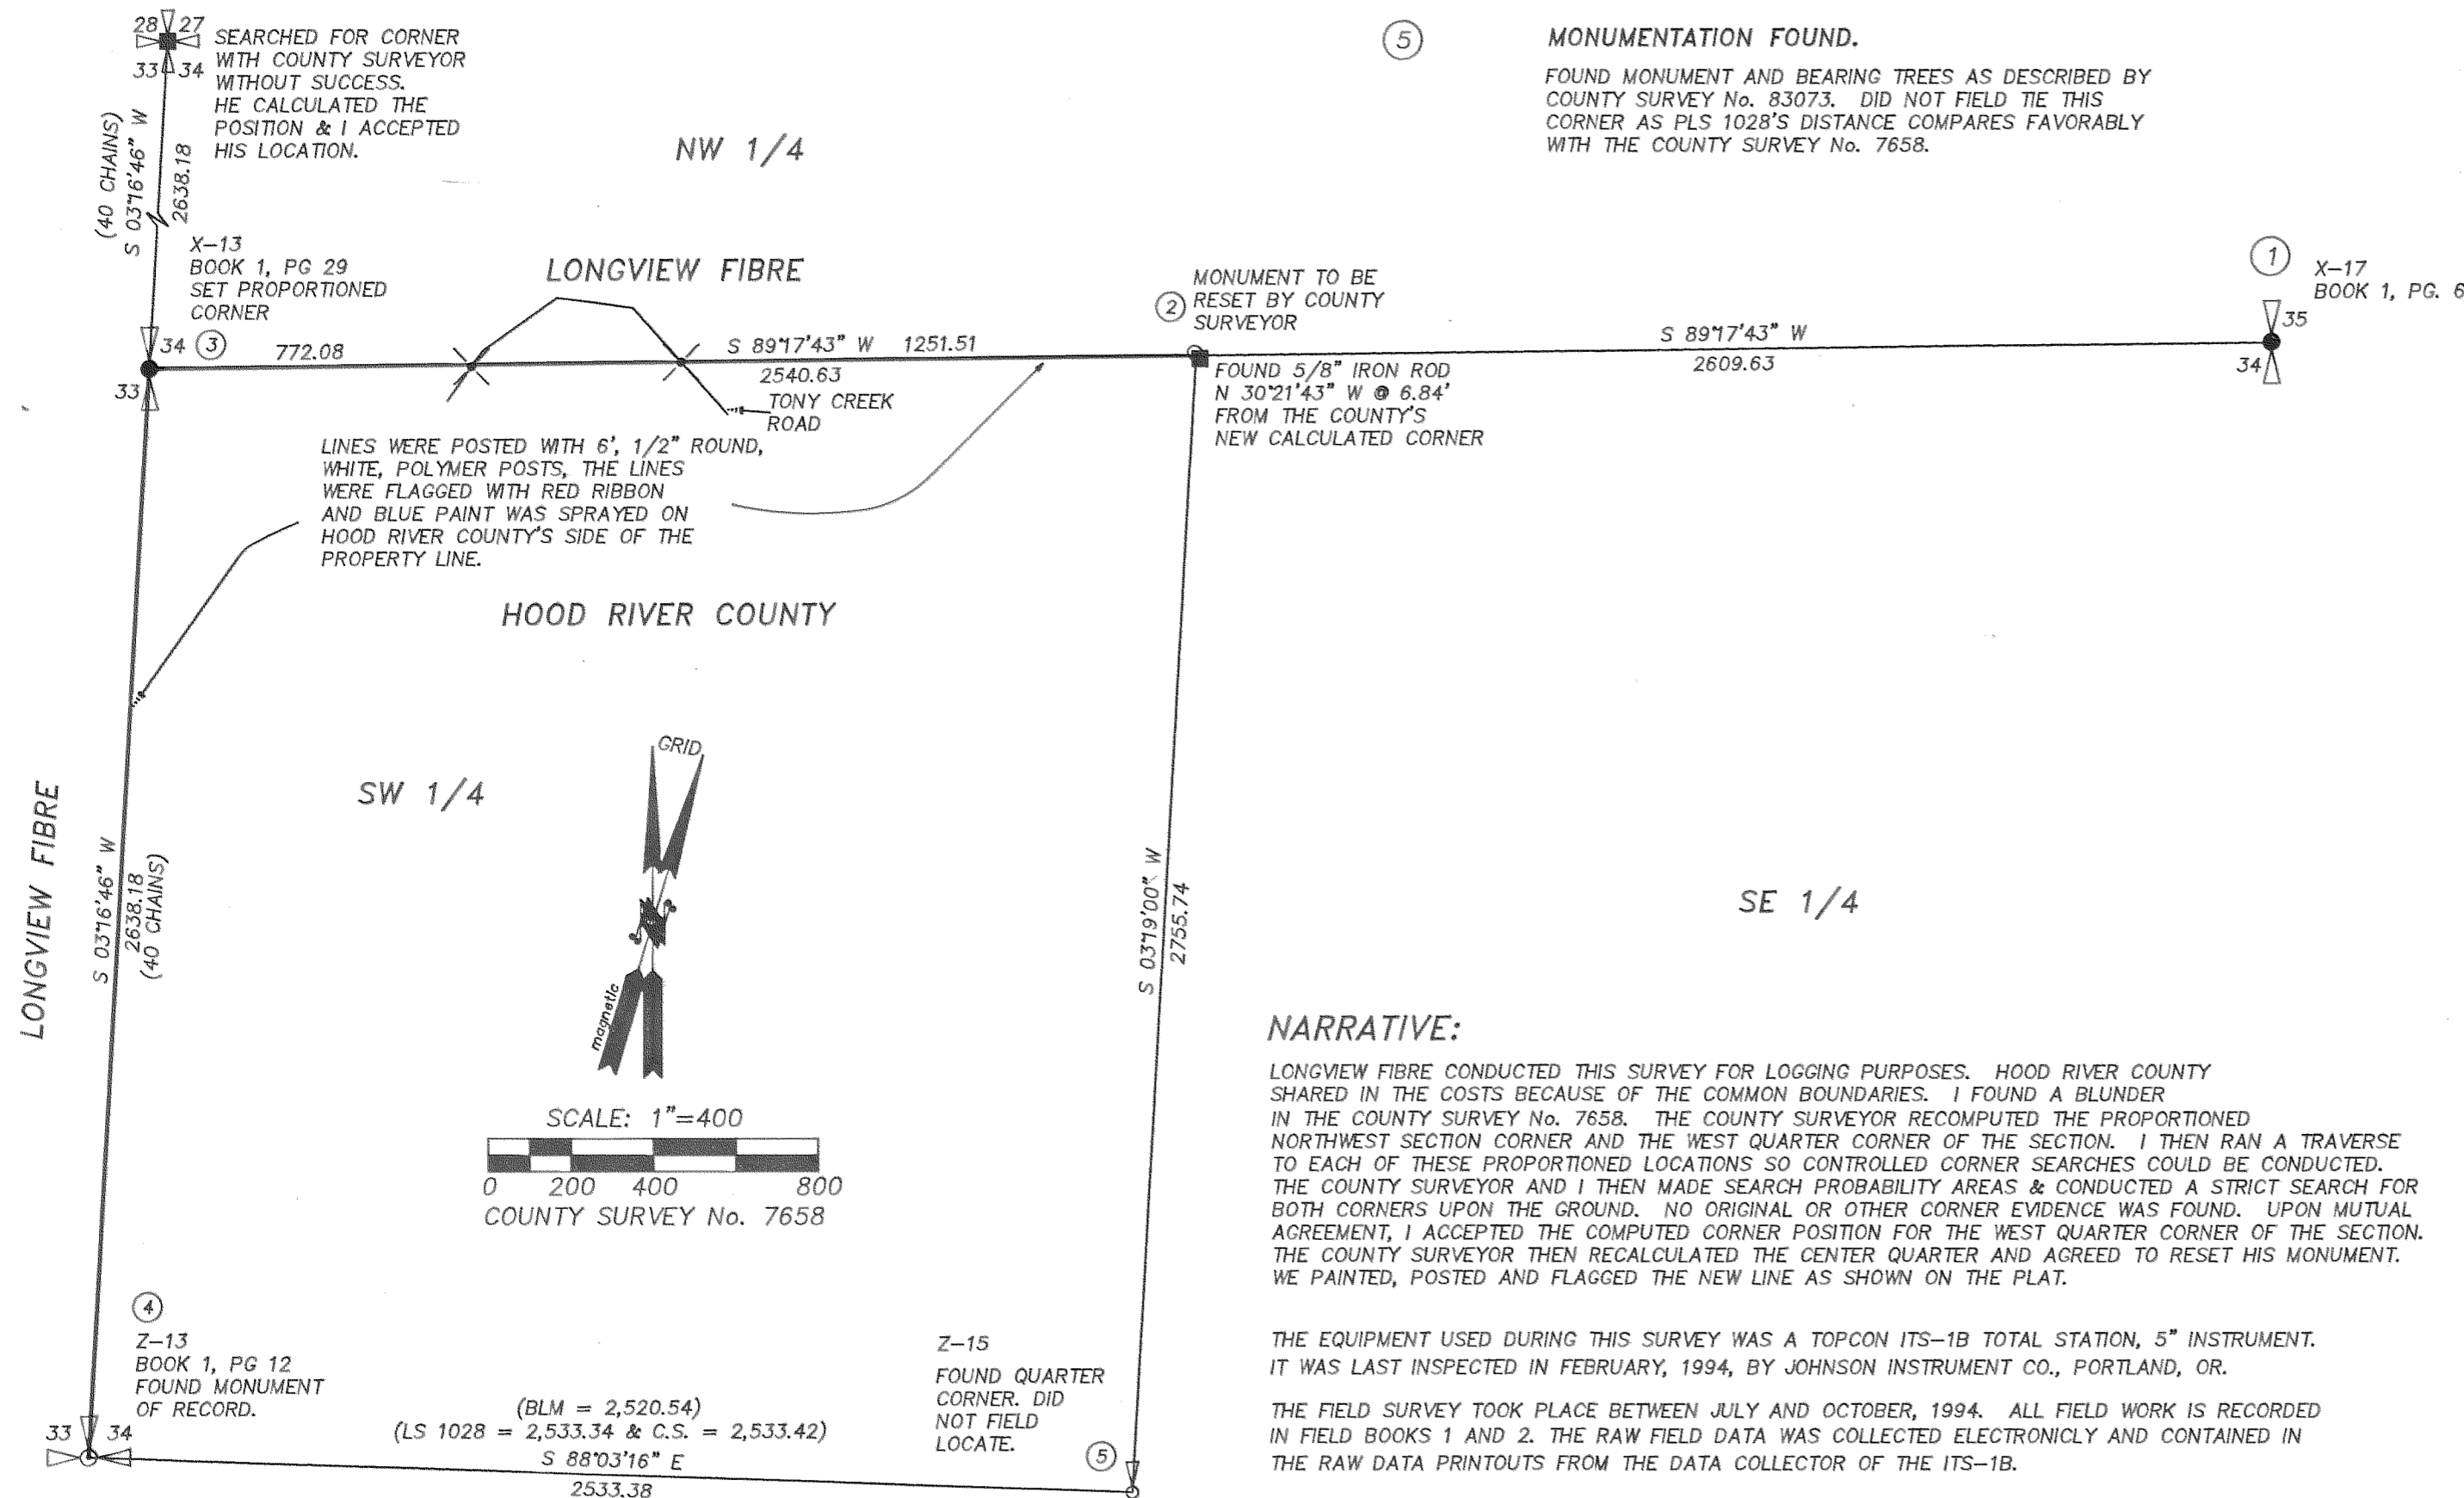 28 27
33 34
SEARCHED FOR CORNER
WITH COUNTY SURVEYOR
WITHOUT SUCCESS.
HE CALCULATED THE
POSITION & I ACCEPTED
HIS LOCATION.
(40 CHAINS)
S 03°16'46" W
2638.18
NW 1/4
5
MONUMENTATION FOUND.
FOUND MONUMENT AND BEARING TREES AS DESCRIBED BY
COUNTY SURVEY No. 83073. DID NOT FIELD TIE THIS
CORNER AS PLS 1028'S DISTANCE COMPARES FAVORABLY
WITH THE COUNTY SURVEY No. 7658.
X-13
BOOK 1, PG 29
SET PROPORTIONED
CORNER
34 3
33
772.08
LONGVIEW FIBRE
S 89°17'43" W 1251.51
2540.63
TONY CREEK
ROAD
2
MONUMENT TO BE
RESET BY COUNTY
SURVEYOR
FOUND 5/8" IRON ROD
N 30°21'43" W @ 6.84'
FROM THE COUNTY'S
NEW CALCULATED CORNER
S 89°17'43" W
2609.63
1
X-17
BOOK 1, PG. 6
35
34
LINES WERE POSTED WITH 6', 1/2" ROUND,
WHITE, POLYMER POSTS, THE LINES
WERE FLAGGED WITH RED RIBBON
AND BLUE PAINT WAS SPRAYED ON
HOOD RIVER COUNTY'S SIDE OF THE
PROPERTY LINE.
HOOD RIVER COUNTY
LONGVIEW FIBRE
S 03°16'46" W
2638.18
(40 CHAINS)
SW 1/4
GRID
magnetic
SCALE: 1"=400
0 200 400 800
COUNTY SURVEY No. 7658
S 03°19'00" W
2755.74
SE 1/4
NARRATIVE:
LONGVIEW FIBRE CONDUCTED THIS SURVEY FOR LOGGING PURPOSES. HOOD RIVER COUNTY
SHARED IN THE COSTS BECAUSE OF THE COMMON BOUNDARIES. I FOUND A BLUNDER
IN THE COUNTY SURVEY No. 7658. THE COUNTY SURVEYOR RECOMPUTED THE PROPORTIONED
NORTHWEST SECTION CORNER AND THE WEST QUARTER CORNER OF THE SECTION. I THEN RAN A TRAVERSE
TO EACH OF THESE PROPORTIONED LOCATIONS SO CONTROLLED CORNER SEARCHES COULD BE CONDUCTED.
THE COUNTY SURVEYOR AND I THEN MADE SEARCH PROBABILITY AREAS & CONDUCTED A STRICT SEARCH FOR
BOTH CORNERS UPON THE GROUND. NO ORIGINAL OR OTHER CORNER EVIDENCE WAS FOUND. UPON MUTUAL
AGREEMENT, I ACCEPTED THE COMPUTED CORNER POSITION FOR THE WEST QUARTER CORNER OF THE SECTION.
THE COUNTY SURVEYOR THEN RECALCULATED THE CENTER QUARTER AND AGREED TO RESET HIS MONUMENT.
WE PAINTED, POSTED AND FLAGGED THE NEW LINE AS SHOWN ON THE PLAT.
THE EQUIPMENT USED DURING THIS SURVEY WAS A TOPCON ITS-1B TOTAL STATION, 5" INSTRUMENT.
IT WAS LAST INSPECTED IN FEBRUARY, 1994, BY JOHNSON INSTRUMENT CO., PORTLAND, OR.
THE FIELD SURVEY TOOK PLACE BETWEEN JULY AND OCTOBER, 1994. ALL FIELD WORK IS RECORDED
IN FIELD BOOKS 1 AND 2. THE RAW FIELD DATA WAS COLLECTED ELECTRONICLY AND CONTAINED IN
THE RAW DATA PRINTOUTS FROM THE DATA COLLECTOR OF THE ITS-1B.
4
Z-13
BOOK 1, PG 12
FOUND MONUMENT
OF RECORD.
33 34
(BLM = 2,520.54)
(LS 1028 = 2,533.34 & C.S. = 2,533.42)
S 88°03'16" E
2533.38
Z-15
FOUND QUARTER
CORNER. DID
NOT FIELD
LOCATE.
5